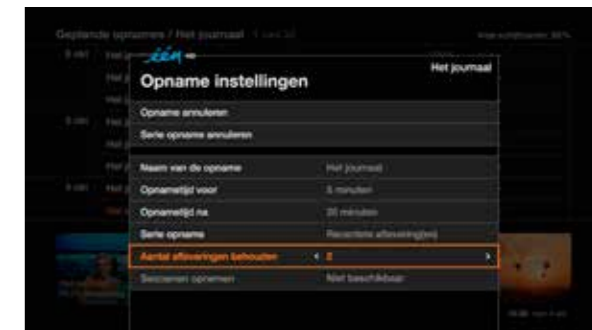 Geplande opnames / Het journaal
één
Het journaal
Opname instellingen
Opname annuleren
Serie opname annuleren
Naam van de opname Het journaal
Opnametijd voor 5 minuten
Opnametijd na
Serie opname Recentste aflevering(en)
Aantal afleveringen behouden 2
Seizoenen opnemen Niet beschikbaar